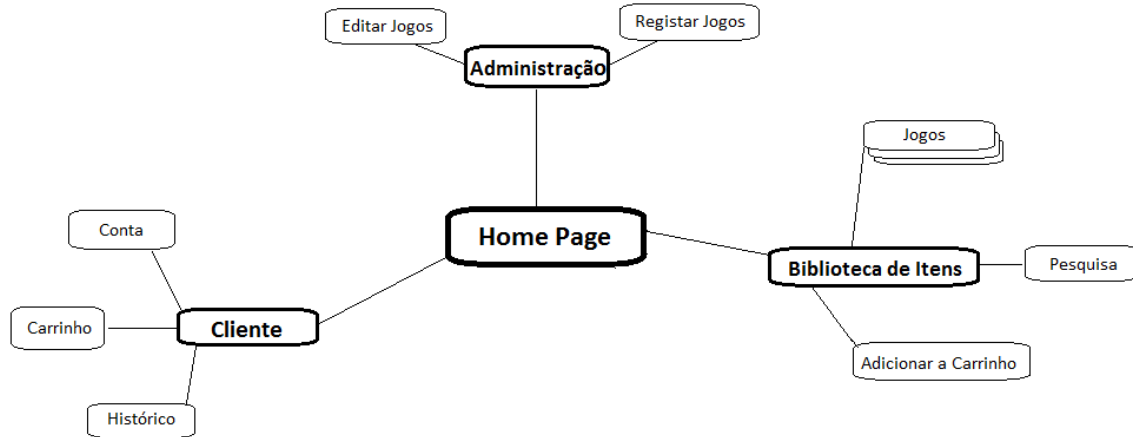 Editar Jogos
Registar Jogos
Administração
Jogos
Conta
Home Page
Biblioteca de Itens
Pesquisa
Carrinho
Cliente
Adicionar a Carrinho
Histórico